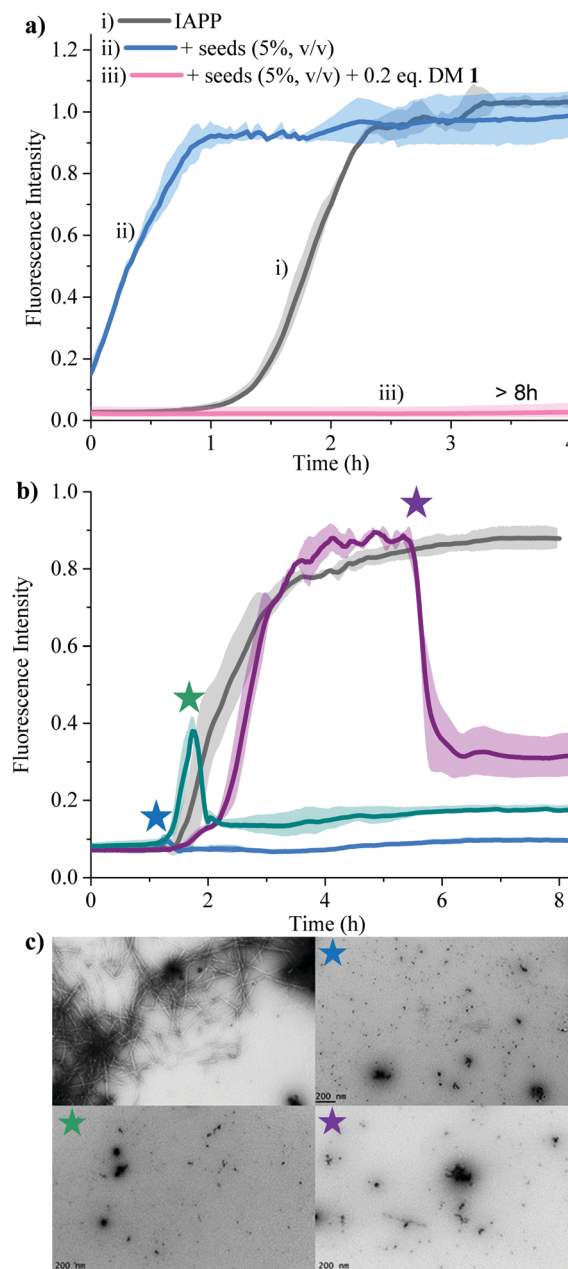 a)
i) IAPP
ii) + seeds (5%, v/v)
iii) + seeds (5%, v/v) + 0.2 eq. DM 1
1.2
1.0
0.8
0.6
0.4
0.2
0.0
Fluorescence Intensity
ii)
i)
iii)
> 8h
0 1 2 3 4
Time (h)
b)
1.0
0.8
0.6
0.4
0.2
0.0
Fluorescence Intensity
0 2 4 6 8
Time (h)
c)
200 nm
200 nm
200 nm
200 nm